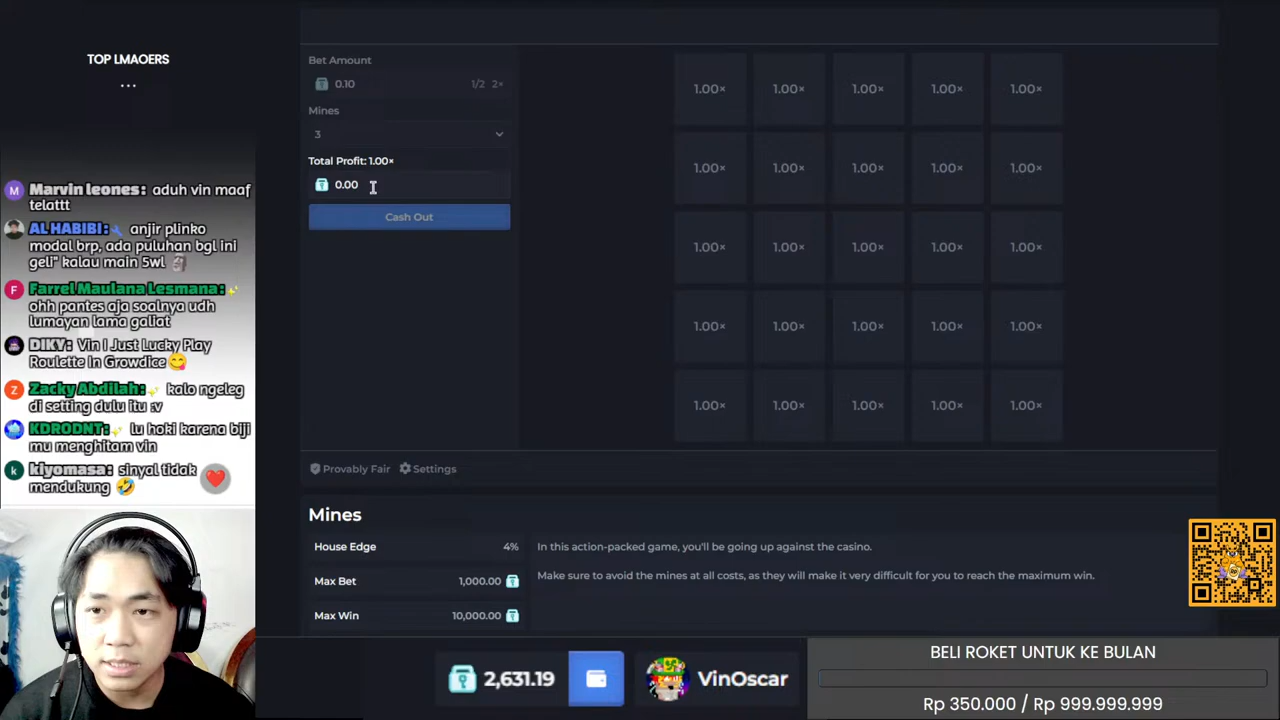 TOP LMAOERS
...
Marvin leones: aduh vin maaf
telattt
AL HABIBI: anjir plinko
modal brp, ada puluhan bgl ini
geli" kalau main 5wl
Farrel Maulana Lesmana:
ohh pantes aja soalnya udh
lumayan lama galiat
DIKY: Vin I Just Lucky Play
Roulette In Growdice
Zacky Abdilah: kalo ngeleg
di setting dulu itu :v
KDRODNT: lu hoki karena biji
mu menghitam vin
kiyomasa: sinyal tidak
mendukung
Bet Amount
0.10 1/2 2×
Mines
3
Total Profit: 1.00×
0.00
Cash Out
1.00× 1.00× 1.00× 1.00× 1.00×
1.00× 1.00× 1.00× 1.00× 1.00×
1.00× 1.00× 1.00× 1.00× 1.00×
1.00× 1.00× 1.00× 1.00× 1.00×
1.00× 1.00× 1.00× 1.00× 1.00×
Provably Fair Settings
Mines
House Edge 4%
Max Bet 1,000.00
Max Win 10,000.00
In this action-packed game, you'll be going up against the casino.
Make sure to avoid the mines at all costs, as they will make it very difficult for you to reach the maximum win.
2,631.19
VinOscar
BELI ROKET UNTUK KE BULAN
Rp 350.000 / Rp 999.999.999